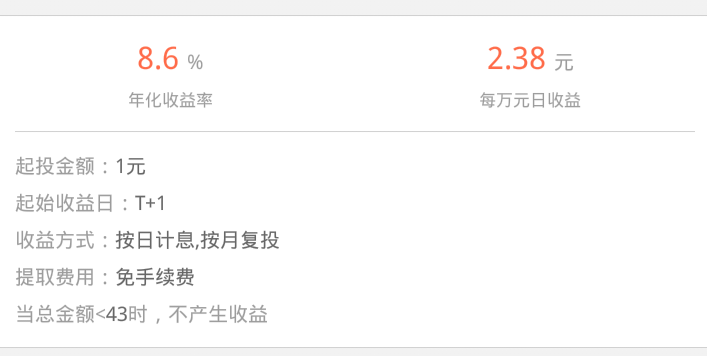 8.6 %
2.38 元
年化收益率
每万元日收益
起投金额：1元
起始收益日：T+1
收益方式：按日计息,按月复投
提取费用：免手续费
当总金额<43时，不产生收益